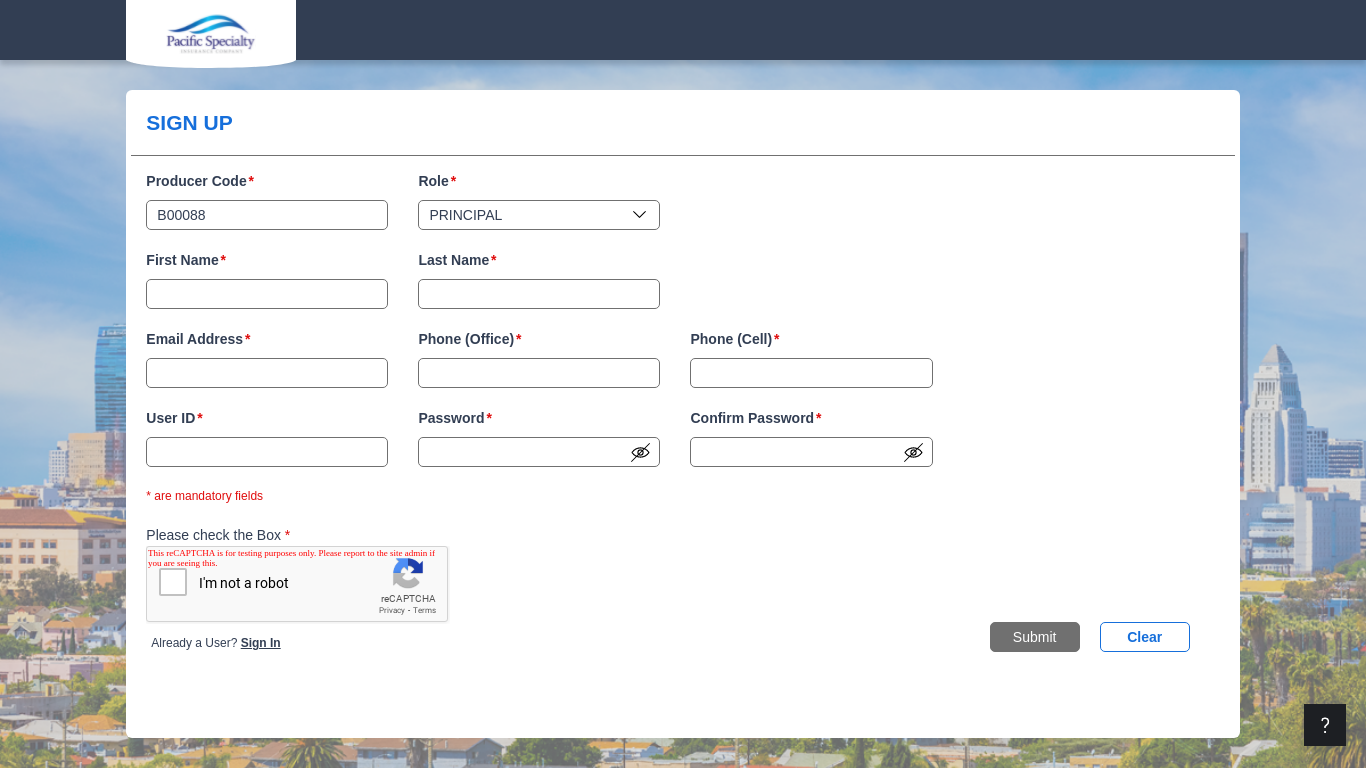 Pacific Specialty
INSURANCE COMPANY
SIGN UP
Producer Code*
Role*
B00088
PRINCIPAL
First Name*
Last Name*
Email Address*
Phone (Office)*
Phone (Cell)*
User ID*
Password*
Confirm Password*
* are mandatory fields
Please check the Box *
This reCAPTCHA is for testing purposes only. Please report to the site admin if
you are seeing this.
I'm not a robot
reCAPTCHA
Privacy - Terms
Already a User? Sign In
Submit
Clear
?